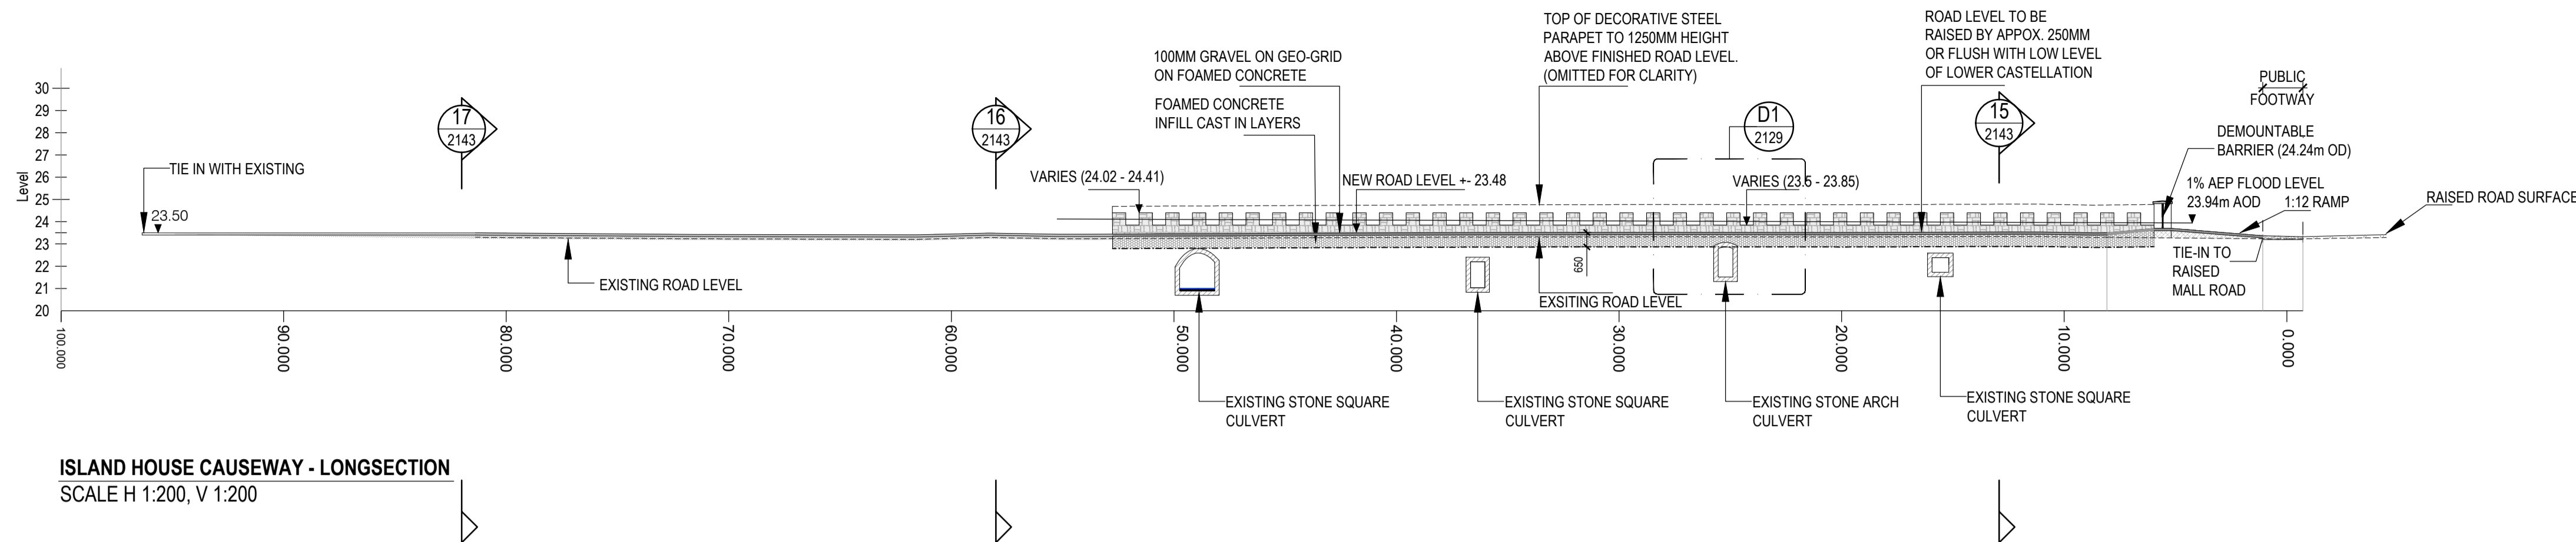 TOP OF DECORATIVE STEEL
PARAPET TO 1250MM HEIGHT
ABOVE FINISHED ROAD LEVEL.
(OMITTED FOR CLARITY)
ROAD LEVEL TO BE
RAISED BY APPOX. 250MM
OR FLUSH WITH LOW LEVEL
OF LOWER CASTELLATION
100MM GRAVEL ON GEO-GRID
ON FOAMED CONCRETE
FOAMED CONCRETE
INFILL CAST IN LAYERS
PUBLIC
FOOTWAY
17
2143
16
2143
D1
2129
15
2143
DEMOUNTABLE
BARRIER (24.24m OD)
TIE IN WITH EXISTING
23.50
VARIES (24.02 - 24.41)
NEW ROAD LEVEL +- 23.48
VARIES (23.5 - 23.85)
1% AEP FLOOD LEVEL
23.94m AOD
1:12 RAMP
RAISED ROAD SURFACE
Level
30
29
28
27
26
25
24
23
22
21
20
EXISTING ROAD LEVEL
650
EXSITING ROAD LEVEL
TIE-IN TO
RAISED
MALL ROAD
100.000
90.000
80.000
70.000
60.000
50.000
40.000
30.000
20.000
10.000
0.000
EXISTING STONE SQUARE
CULVERT
EXISTING STONE SQUARE
CULVERT
EXISTING STONE ARCH
CULVERT
EXISTING STONE SQUARE
CULVERT
ISLAND HOUSE CAUSEWAY - LONGSECTION
SCALE H 1:200, V 1:200